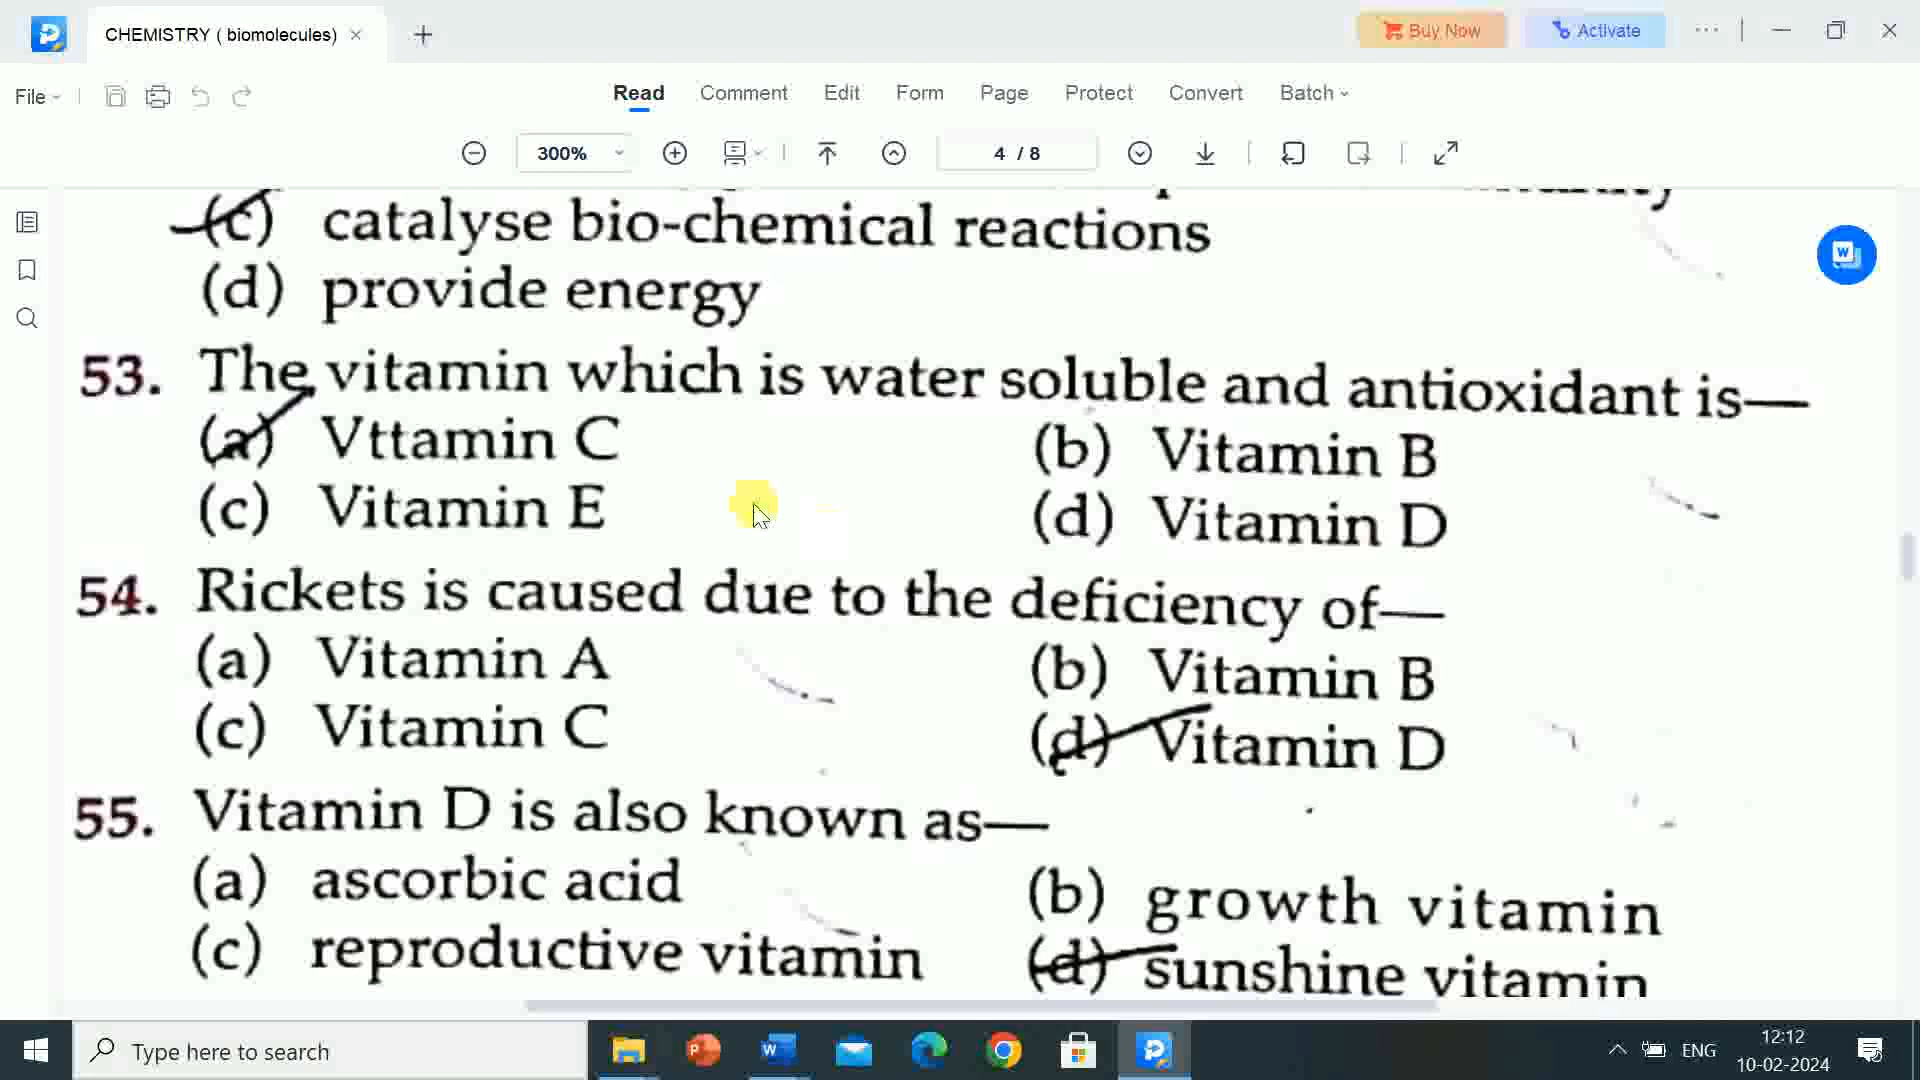 CHEMISTRY ( biomolecules)
Buy Now
Activate
File
Read Comment Edit Form Page Protect Convert Batch
300%
4 / 8
(c) catalyse bio-chemical reactions
(d) provide energy
53. The vitamin which is water soluble and antioxidant is—
(a) Vttamin C (b) Vitamin B
(c) Vitamin E (d) Vitamin D
54. Rickets is caused due to the deficiency of—
(a) Vitamin A (b) Vitamin B
(c) Vitamin C (d) Vitamin D
55. Vitamin D is also known as—
(a) ascorbic acid (b) growth vitamin
(c) reproductive vitamin (d) sunshine vitamin
Type here to search
ENG
12:12
10-02-2024